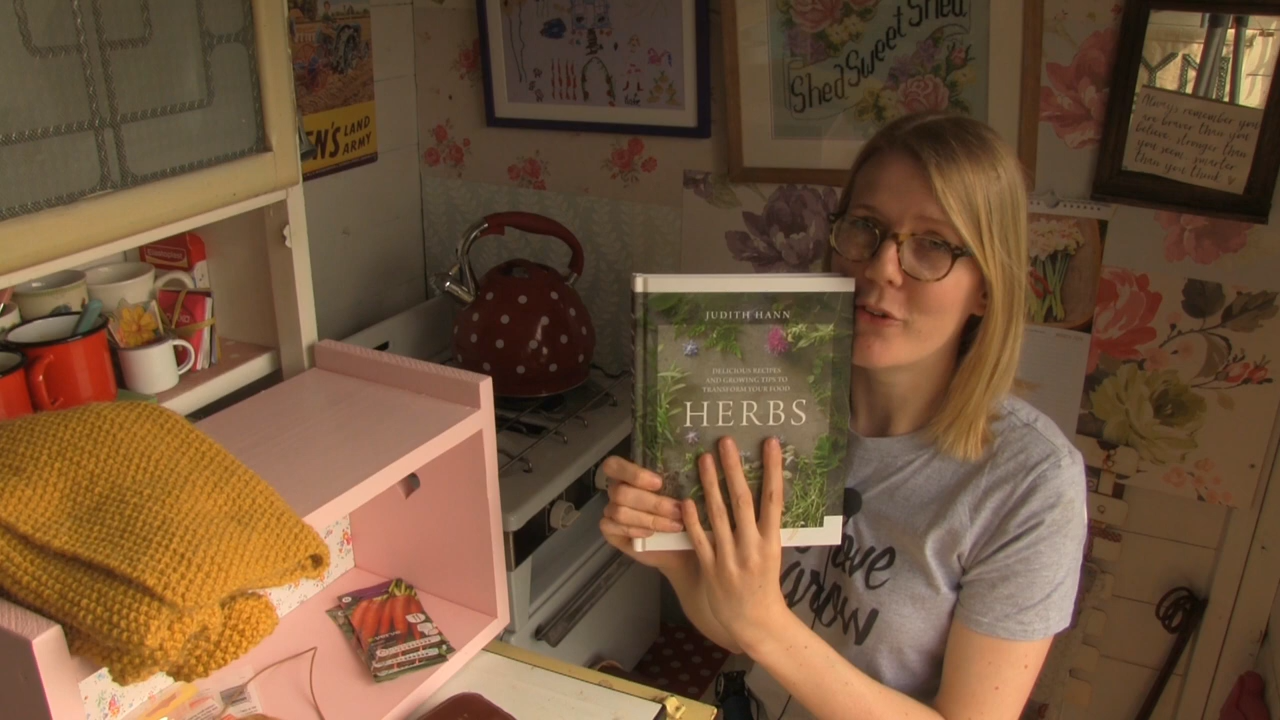 EN'S LAND
ARMY
Shed Sweet Shed
Always remember you
are braver than you
believe, stronger than
you seem, smarter
than you think
JUDITH HANN
DELICIOUS RECIPES
AND GROWING TIPS TO
TRANSFORM YOUR FOOD
HERBS
love
grow